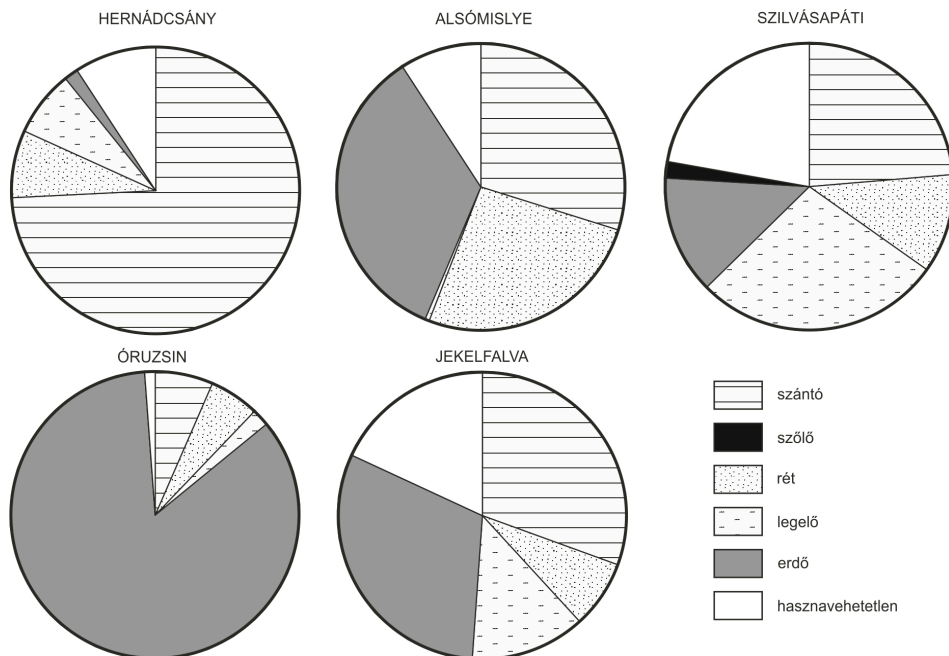 HERNÁDCSÁNY
ALSÓMISLYE
SZILVÁSAPÁTI
ÓRUZSIN
JEKELFALVA
szántó
szőlő
rét
legelő
erdő
hasznavehetetlen